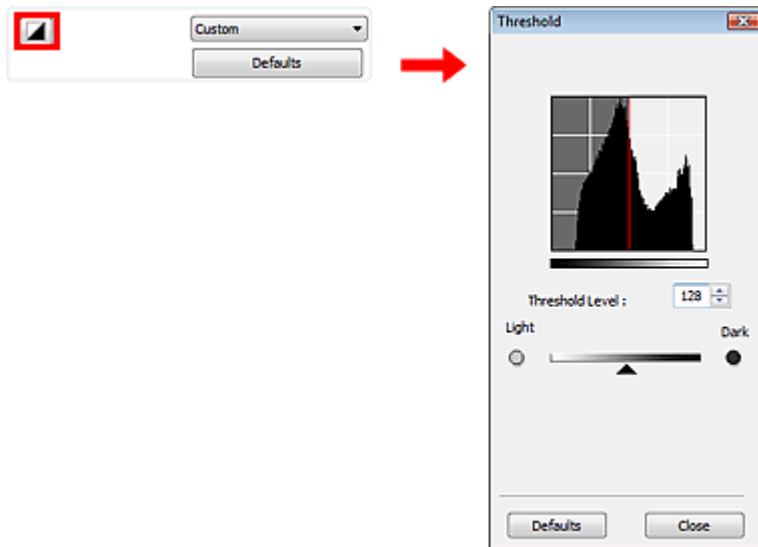 Custom
Defaults
Threshold
Threshold Level :
128
Light
Dark
Defaults
Close